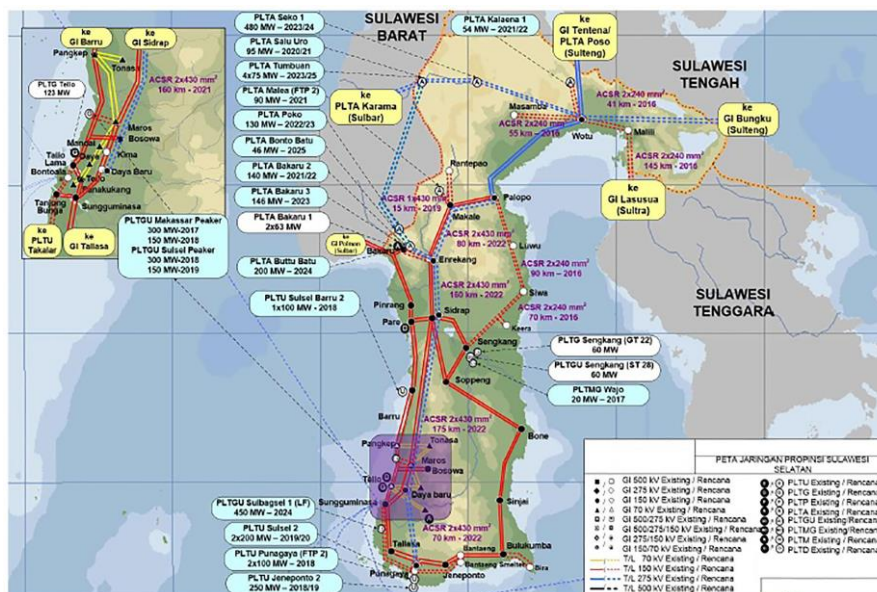 ke
GI Barru
ke
GI Sidrap
Pangkep
Tonasa
ACSR 2x430 mm²
160 km - 2021
PLTG Tello
123 MW
Mandai
Maros
Bosowa
Tallo
Lama
Daya
Kima
Bontoala
Tello
Daya Baru
Panakukang
Tanjung
Bunga
Sungguminasa
ke
PLTU
Takalar
ke
GI Tallasa
PLTGU Makassar Peaker
300 MW-2017
150 MW-2018
PLTGU Sulsel Peaker
300 MW-2018
150 MW-2019
PLTA Seko 1
480 MW – 2023/24
PLTA Salu Uro
95 MW – 2020/21
PLTA Tumbuan
4x75 MW – 2023/25
PLTA Malea (FTP 2)
90 MW – 2021
PLTA Poko
130 MW – 2022/23
PLTA Bonto Batu
46 MW – 2025
PLTA Bakaru 2
140 MW – 2021/22
PLTA Bakaru 3
146 MW – 2023
PLTA Bakaru 1
2x63 MW
PLTA Buttu Batu
200 MW – 2024
PLTU Sulsel Barru 2
1x100 MW - 2018
SULAWESI
BARAT
PLTA Kalaena 1
54 MW – 2021/22
ke
GI Tentena/
PLTA Poso
(Sulteng)
SULAWESI
TENGAH
ke
PLTA Karama
(Sulbar)
Masamba
ACSR 2x240 mm²
55 km - 2016
ACSR 2x240 mm²
41 km -2016
ke
GI Bungku
(Sulteng)
Wotu
Malili
ACSR 2x240 mm²
145 km - 2016
ke
GI Lasusua
(Sultra)
Rantepao
ACSR 1x430 mm²
15 km-2019
Makale
Palopo
ACSR 2x430 mm²
80 km - 2022
Luwu
ke
GI Polman
(Sulbar)
Enrekang
ACSR 2x240 mm²
90 km - 2016
ACSR 2x430 mm²
160 km - 2022
Siwa
ACSR 2x240 mm²
70 km - 2016
Keera
SULAWESI
TENGGARA
Pinrang
Pare
Sidrap
Sengkang
PLTG Sengkang (GT 22)
60 MW
PLTGU Sengkang (ST 28)
60 MW
PLTMG Wajo
20 MW – 2017
Soppeng
Barru
ACSR 2x430 mm²
175 km - 2022
Bone
Pangkep
Tonasa
Maros
Bosowa
Tallo
Daya baru
Sungguminasa
Sinjai
PLTGU Sulbagsel 1 (LF)
450 MW – 2024
PLTU Sulsel 2
2x200 MW – 2019/20
PLTU Punagaya (FTP 2)
2x100 MW – 2018
PLTU Jeneponto 2
250 MW – 2018/19
ACSR 2x430 mm²
70 km - 2022
Tallasa
Punagaya
Jeneponto
Bantaeng
Bantaeng Smelter
Bulukumba
Bira
PETA JARINGAN PROPINSI SULAWESI
SELATAN
GI 500 kV Existing / Rencana
GI 275 kV Existing / Rencana
GI 150 kV Existing / Rencana
GI 70 kV Existing / Rencana
GI 500/275 kV Existing / Rencana
GI 500/275/150 kV Existing / Rencana
GI 275/150 kV Existing / Rencana
GI 150/70 kV Existing / Rencana
T/L 70 kV Existing / Rencana
T/L 150 kV Existing / Rencana
T/L 275 kV Existing / Rencana
T/L 500 kV Existing / Rencana
PLTU Existing / Rencana
PLTG Existing / Rencana
PLTP Existing / Rencana
PLTA Existing / Rencana
PLTGU Existing/Rencana
PLTMG Existing/Rencana
PLTM Existing / Rencana
PLTD Existing / Rencana